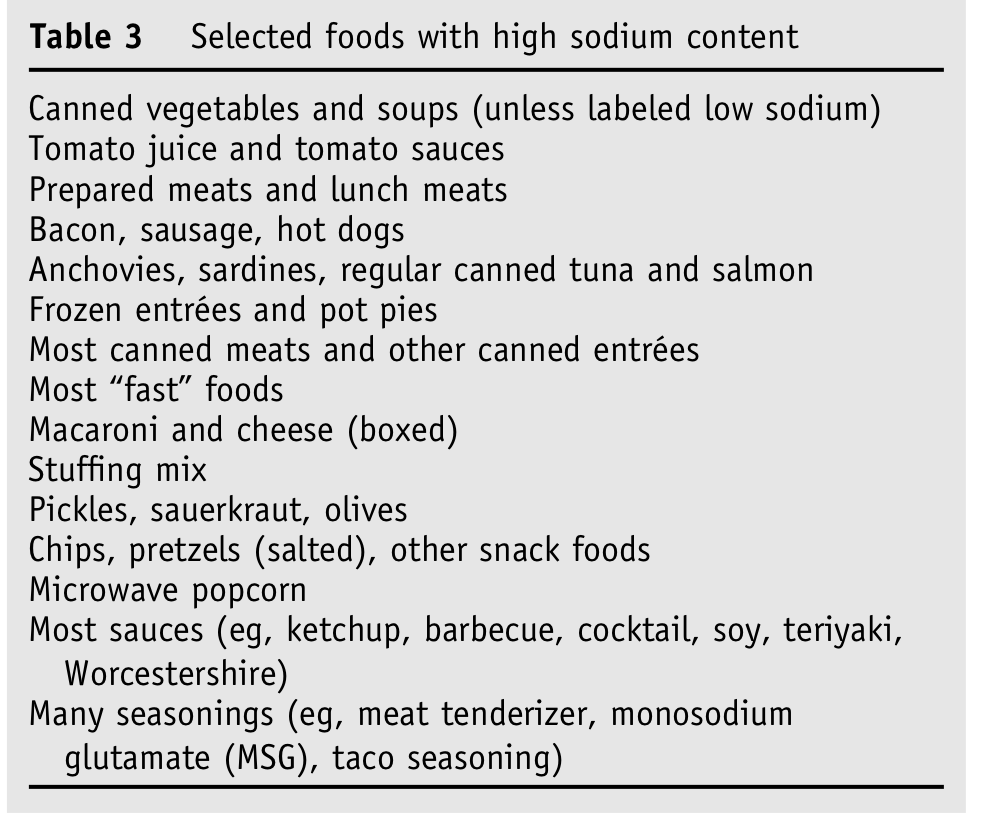 Table 3 Selected foods with high sodium content
Canned vegetables and soups (unless labeled low sodium)
Tomato juice and tomato sauces
Prepared meats and lunch meats
Bacon, sausage, hot dogs
Anchovies, sardines, regular canned tuna and salmon
Frozen entrées and pot pies
Most canned meats and other canned entrées
Most “fast” foods
Macaroni and cheese (boxed)
Stuffing mix
Pickles, sauerkraut, olives
Chips, pretzels (salted), other snack foods
Microwave popcorn
Most sauces (eg, ketchup, barbecue, cocktail, soy, teriyaki,
Worcestershire)
Many seasonings (eg, meat tenderizer, monosodium
glutamate (MSG), taco seasoning)